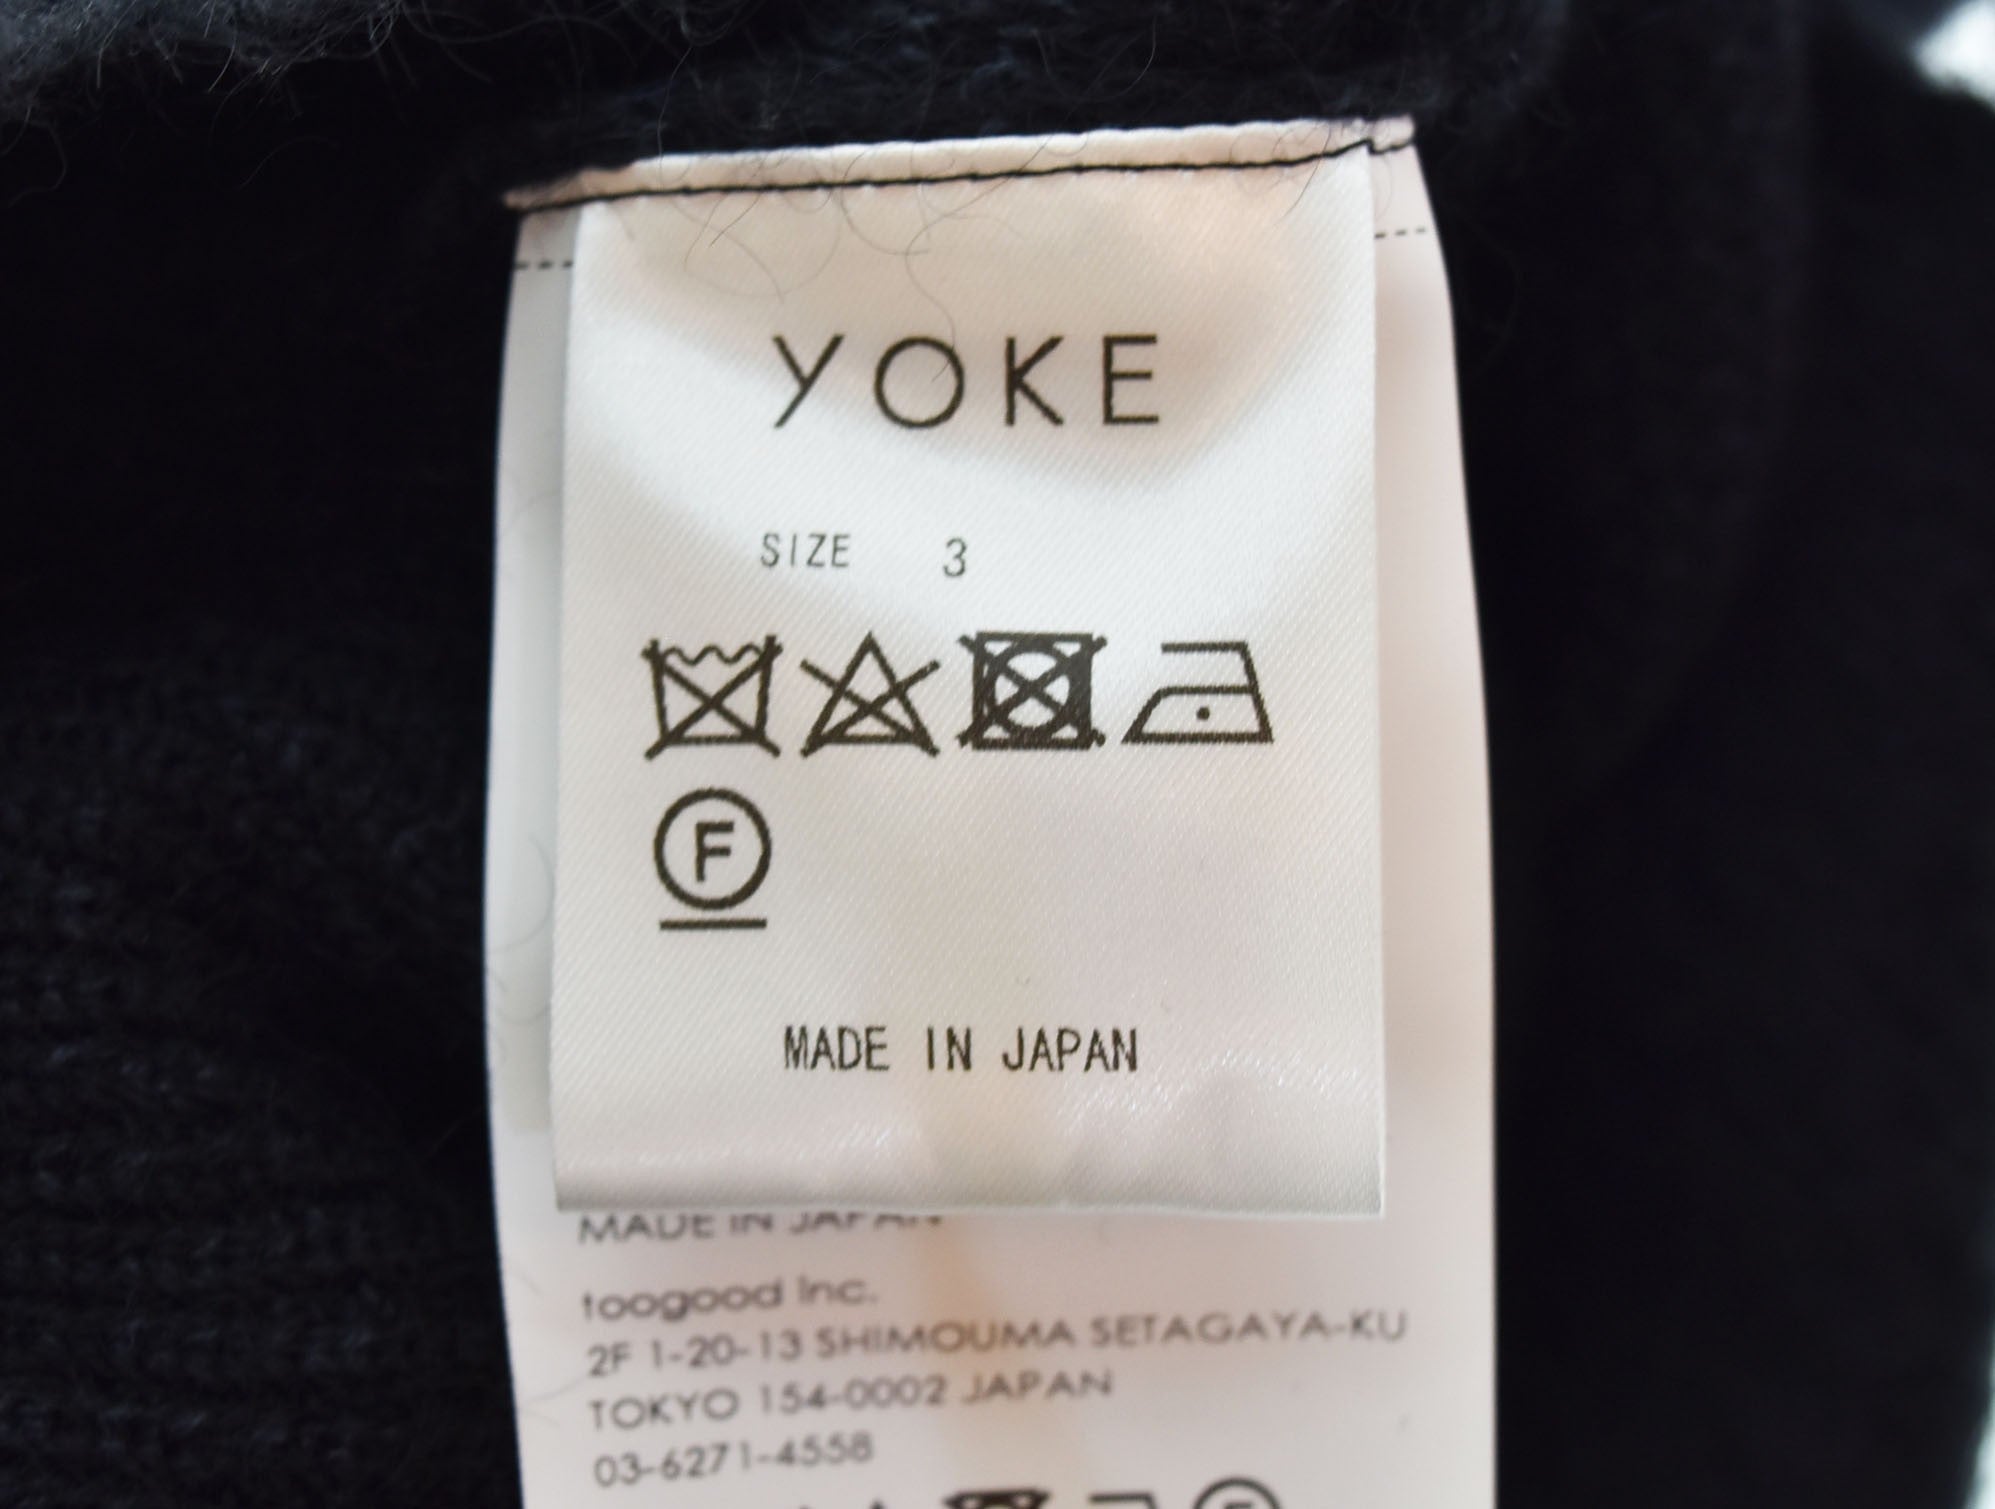 YOKE
SIZE 3
F
MADE IN JAPAN
MADE IN JAPAN
toogood Inc.
2F 1-20-13 SHIMOUMA SETAGAYA-KU
TOKYO 154-0002 JAPAN
03-6271-4558